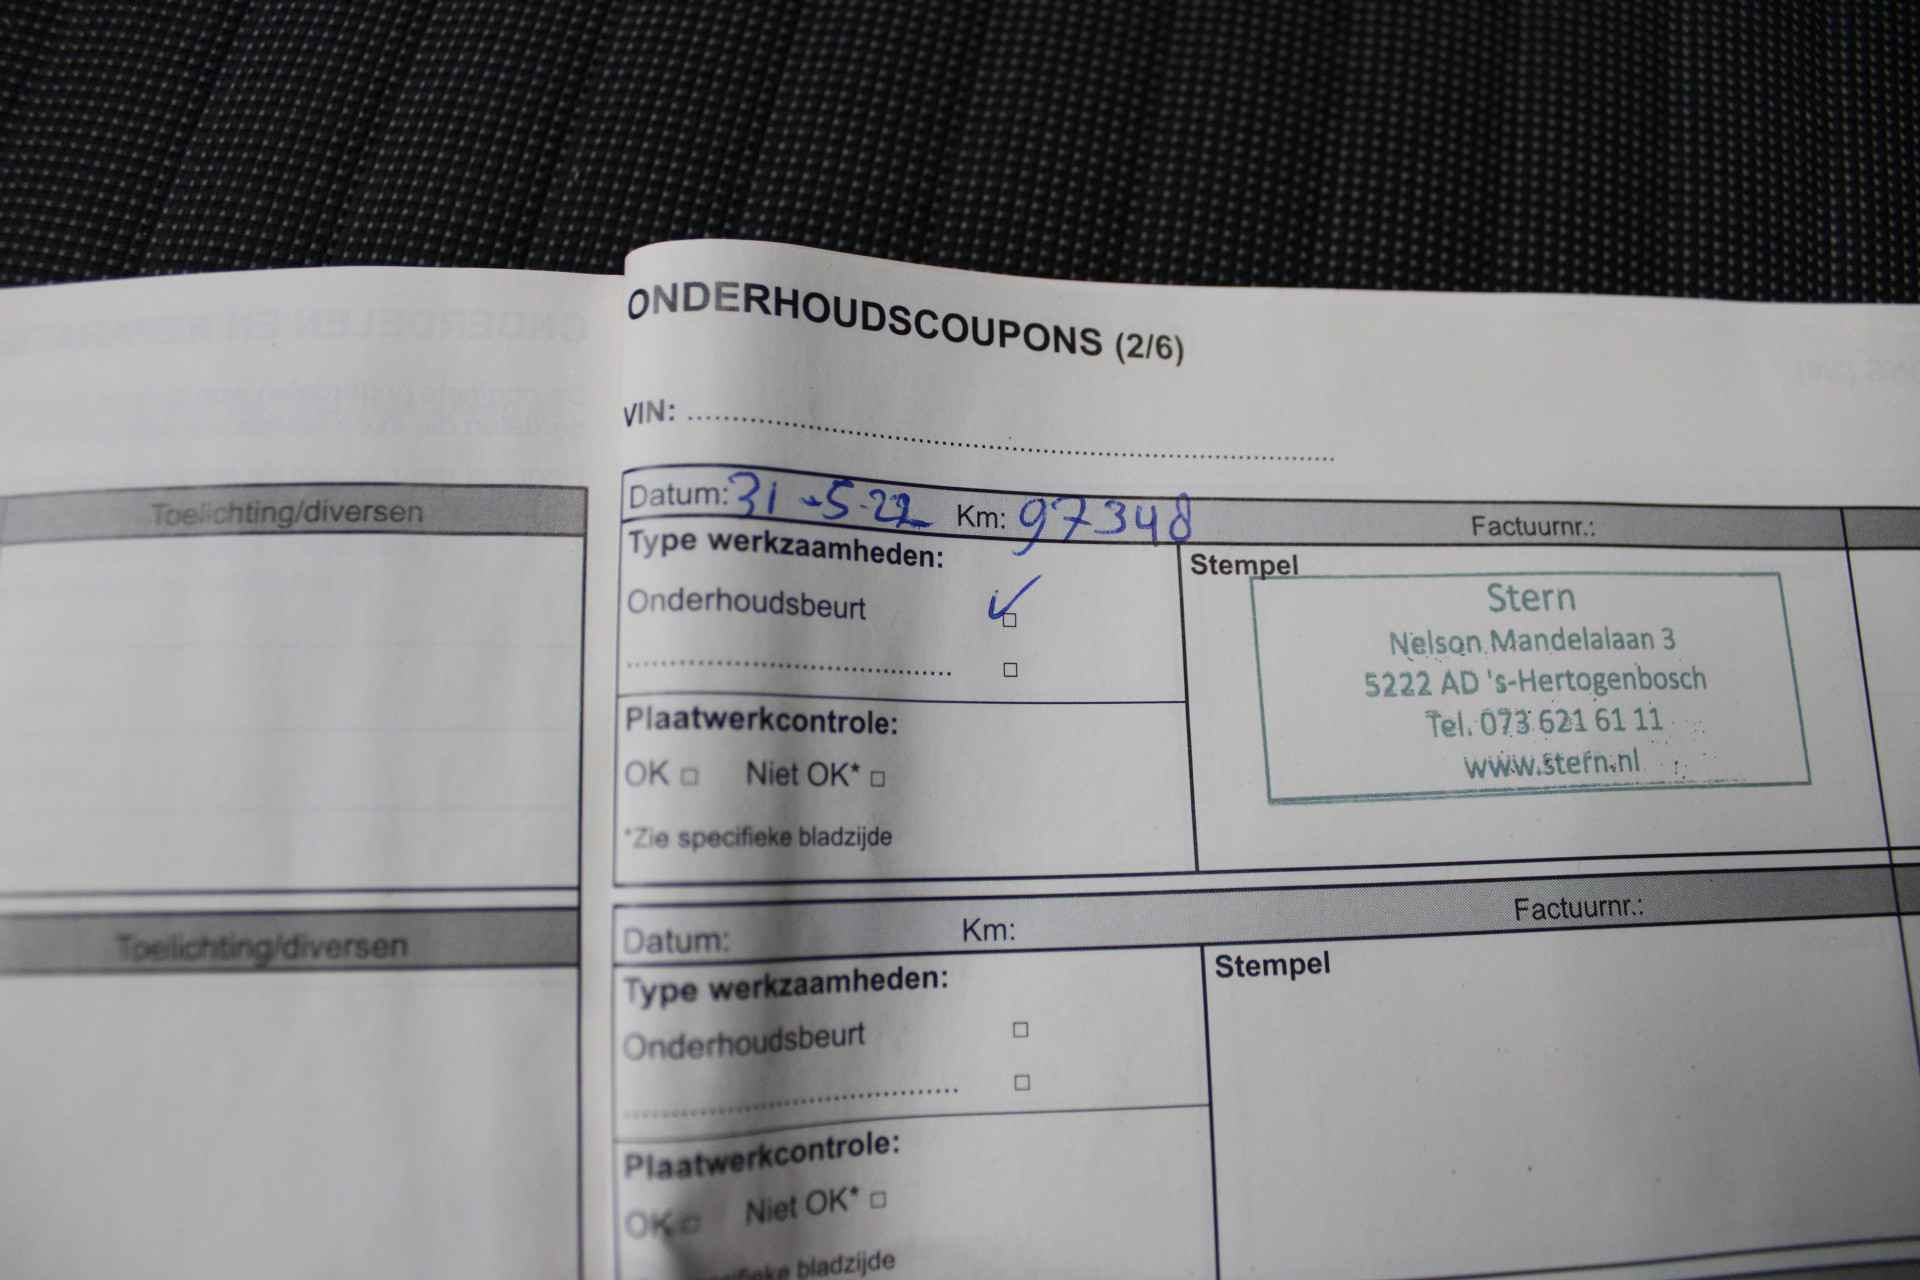 Toelichting/diversen
Toelichting/diversen
ONDERHOUDSCOUPONS (2/6)
VIN: ........................................
Datum: 31-5-22 Km: 97348 Factuurnr.:
Type werkzaamheden:
Onderhoudsbeurt
Plaatwerkcontrole:
OK □ Niet OK* □
*Zie specifieke bladzijde
Stempel
Stern
Nelson Mandelalaan 3
5222 AD 's-Hertogenbosch
Tel. 073 621 61 11
www.stern.nl
Datum: Km: Factuurnr.:
Type werkzaamheden:
Onderhoudsbeurt □
Plaatwerkcontrole:
OK □ Niet OK* □
bladzijde
Stempel